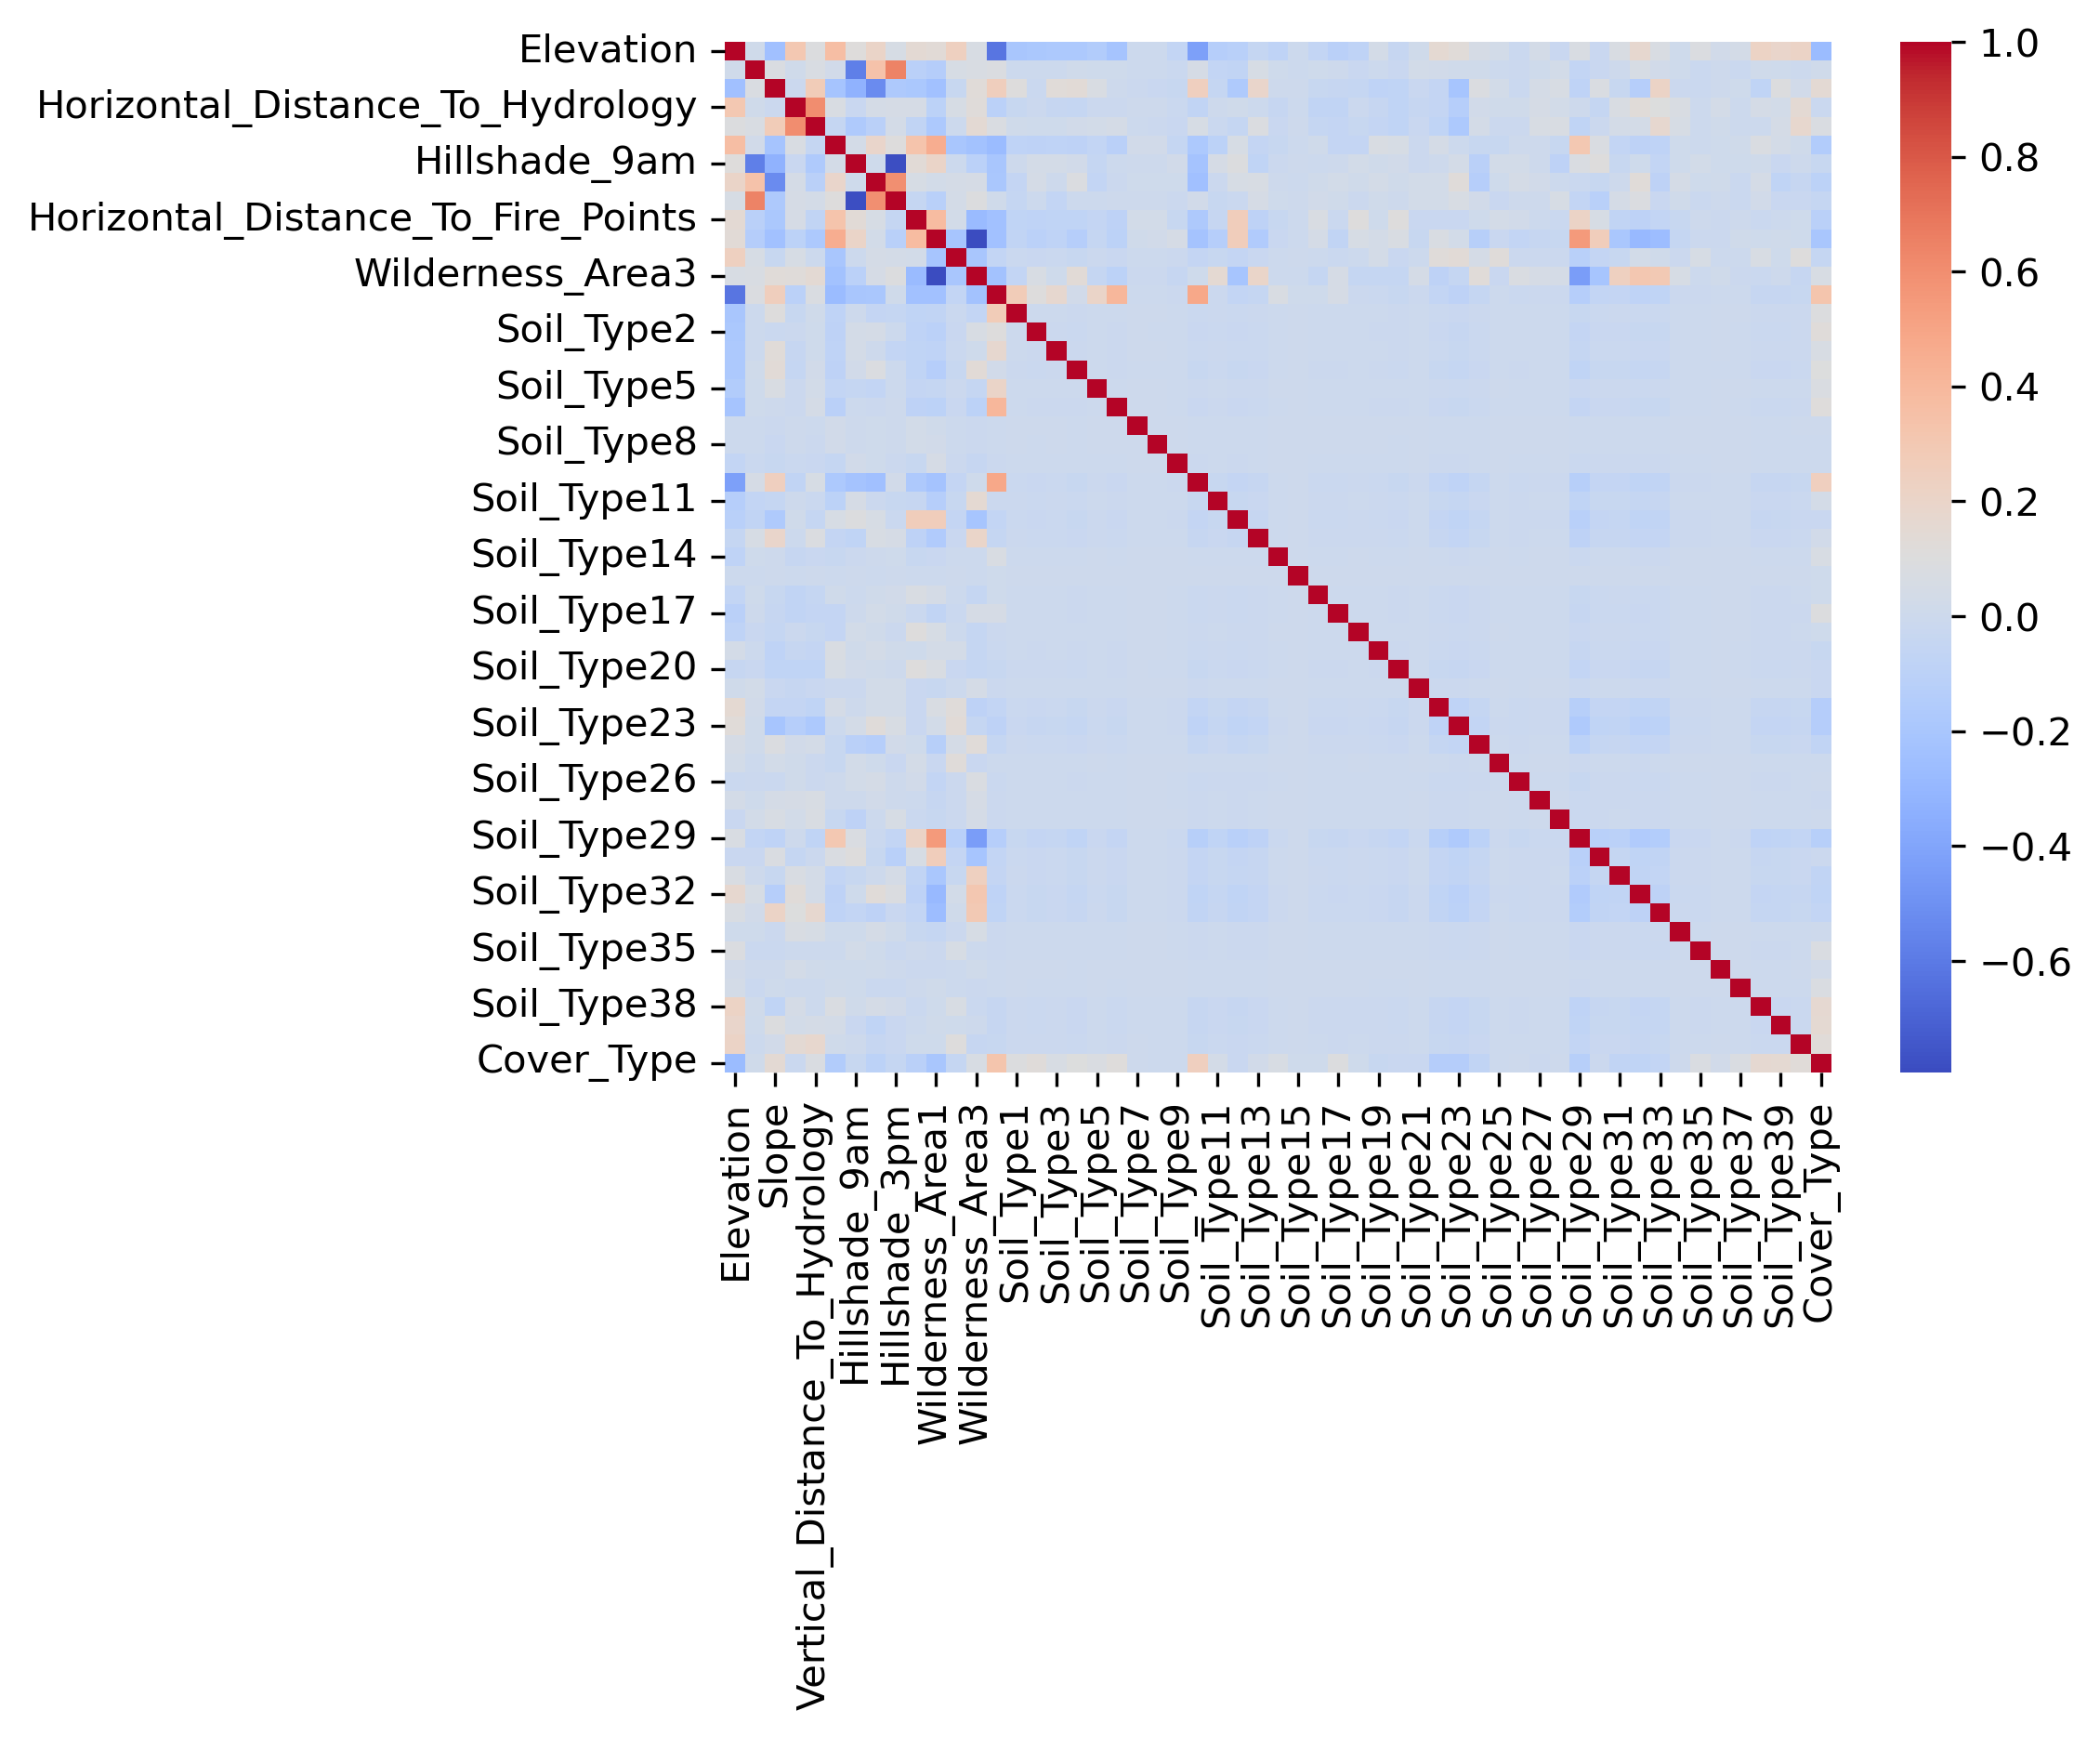 Elevation
Horizontal_Distance_To_Hydrology
Hillshade_9am
Horizontal_Distance_To_Fire_Points
Wilderness_Area3
Soil_Type2
Soil_Type5
Soil_Type8
Soil_Type11
Soil_Type14
Soil_Type17
Soil_Type20
Soil_Type23
Soil_Type26
Soil_Type29
Soil_Type32
Soil_Type35
Soil_Type38
Cover_Type
Elevation
Slope
Vertical_Distance_To_Hydrology
Hillshade_9am
Hillshade_3pm
Wilderness_Area1
Wilderness_Area3
Soil_Type1
Soil_Type3
Soil_Type5
Soil_Type7
Soil_Type9
Soil_Type11
Soil_Type13
Soil_Type15
Soil_Type17
Soil_Type19
Soil_Type21
Soil_Type23
Soil_Type25
Soil_Type27
Soil_Type29
Soil_Type31
Soil_Type33
Soil_Type35
Soil_Type37
Soil_Type39
Cover_Type
1.0
0.8
0.6
0.4
0.2
0.0
−0.2
−0.4
−0.6